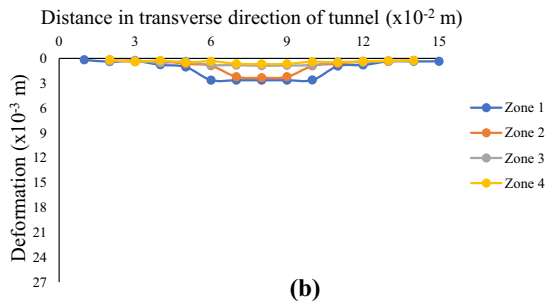 Distance in transverse direction of tunnel (x10⁻² m)
0 3 6 9 12 15
Deformation (x10⁻³ m)
0
3
6
9
12
15
18
21
24
27
Zone 1
Zone 2
Zone 3
Zone 4
(b)